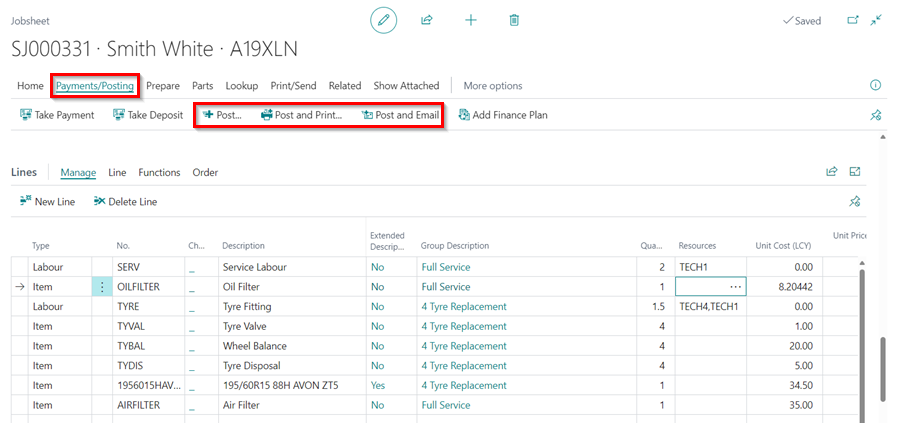 Jobsheet
Saved
SJ000331 · Smith White · A19XLN
Home Payments/Posting Prepare Parts Lookup Print/Send Related Show Attached More options
Take Payment Take Deposit Post... Post and Print... Post and Email Add Finance Plan
Lines Manage Line Functions Order
New Line Delete Line
Type No. Ch... Description Extended Descrip... Group Description Qua... Resources Unit Cost (LCY) Unit Price
Labour SERV _ Service Labour No Full Service 2 TECH1 0.00
Item OILFILTER _ Oil Filter No Full Service 1 ... 8.20442
Labour TYRE _ Tyre Fitting No 4 Tyre Replacement 1.5 TECH4,TECH1 0.00
Item TYVAL _ Tyre Valve No 4 Tyre Replacement 4 1.00
Item TYBAL _ Wheel Balance No 4 Tyre Replacement 4 20.00
Item TYDIS _ Tyre Disposal No 4 Tyre Replacement 4 5.00
Item 1956015HAV... _ 195/60R15 88H AVON ZT5 Yes 4 Tyre Replacement 1 34.50
Item AIRFILTER _ Air Filter No Full Service 1 35.00